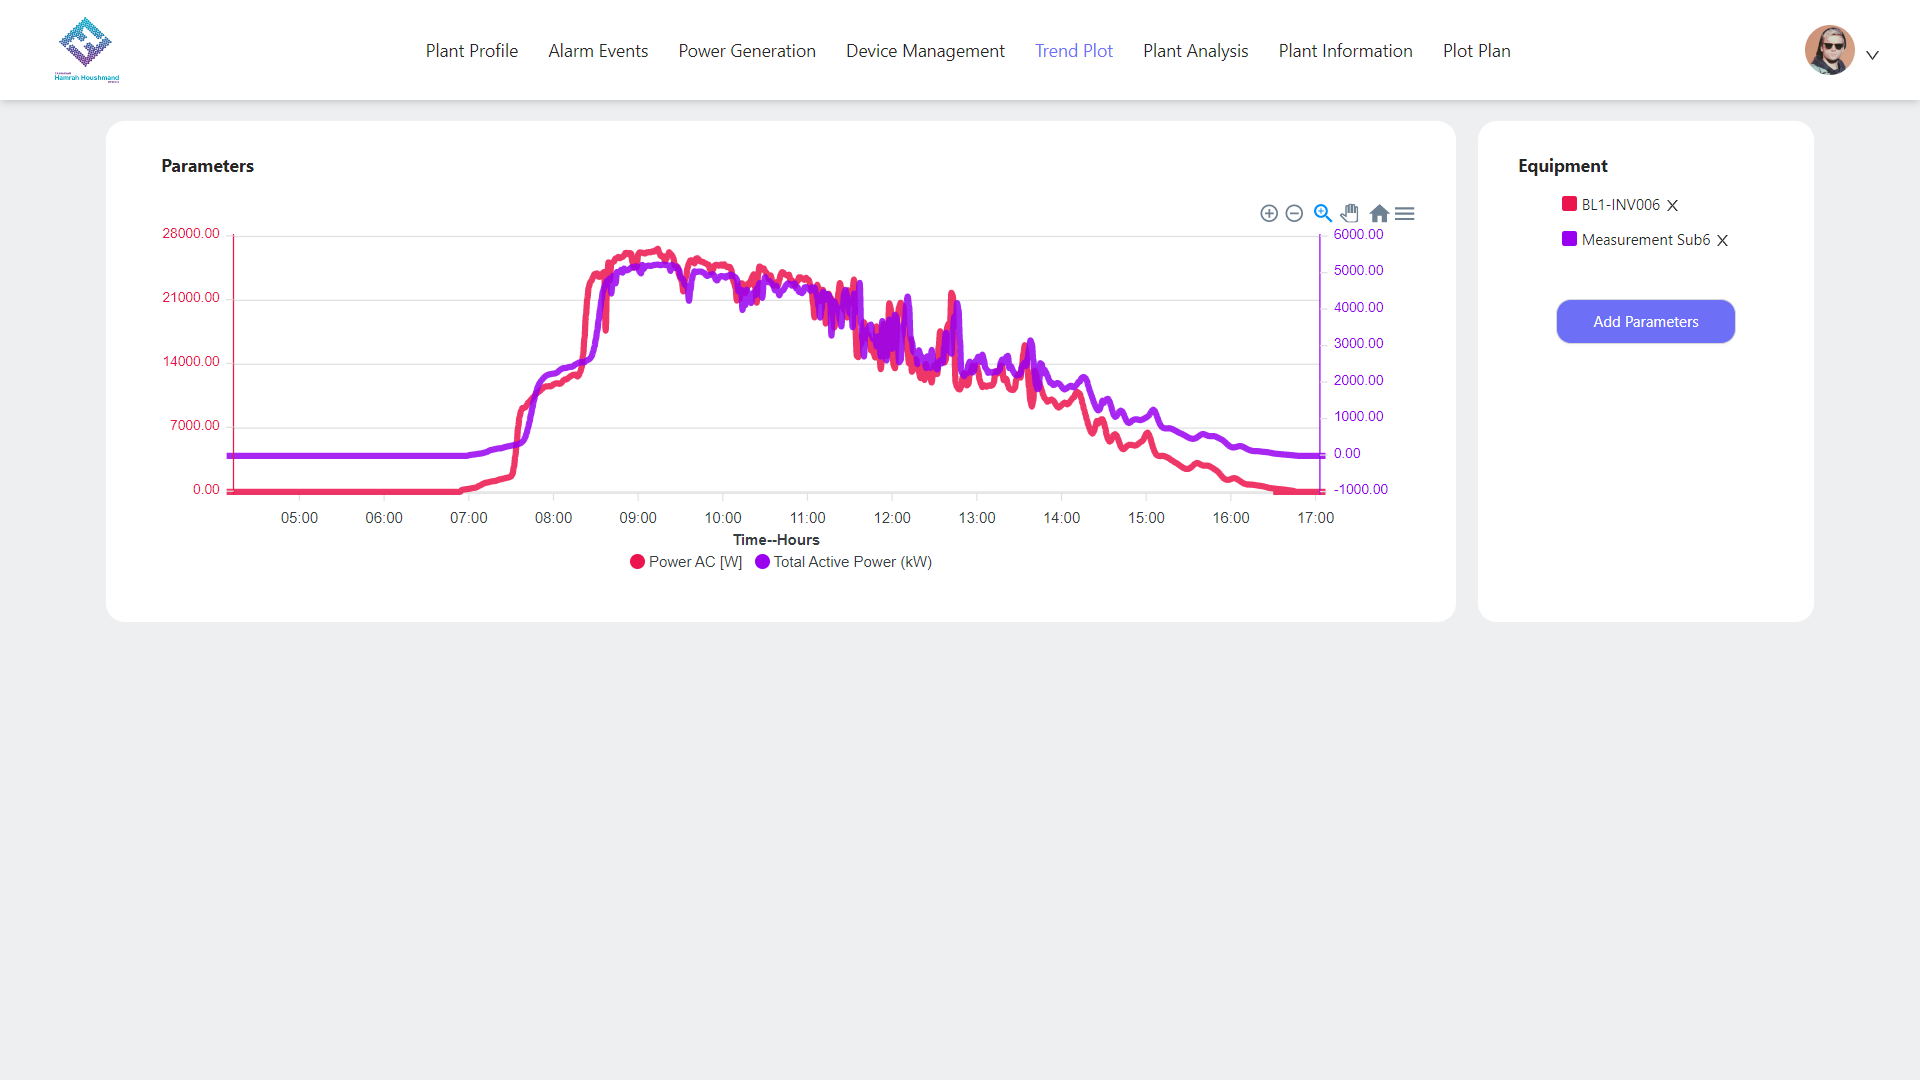 Hamrah Houshmand
Plant Profile Alarm Events Power Generation Device Management Trend Plot Plant Analysis Plant Information Plot Plan
Parameters
28000.00
21000.00
14000.00
7000.00
0.00
6000.00
5000.00
4000.00
3000.00
2000.00
1000.00
0.00
-1000.00
05:00 06:00 07:00 08:00 09:00 10:00 11:00 12:00 13:00 14:00 15:00 16:00 17:00
Time--Hours
Power AC [W] Total Active Power (kW)
Equipment
BL1-INV006
Measurement Sub6
Add Parameters